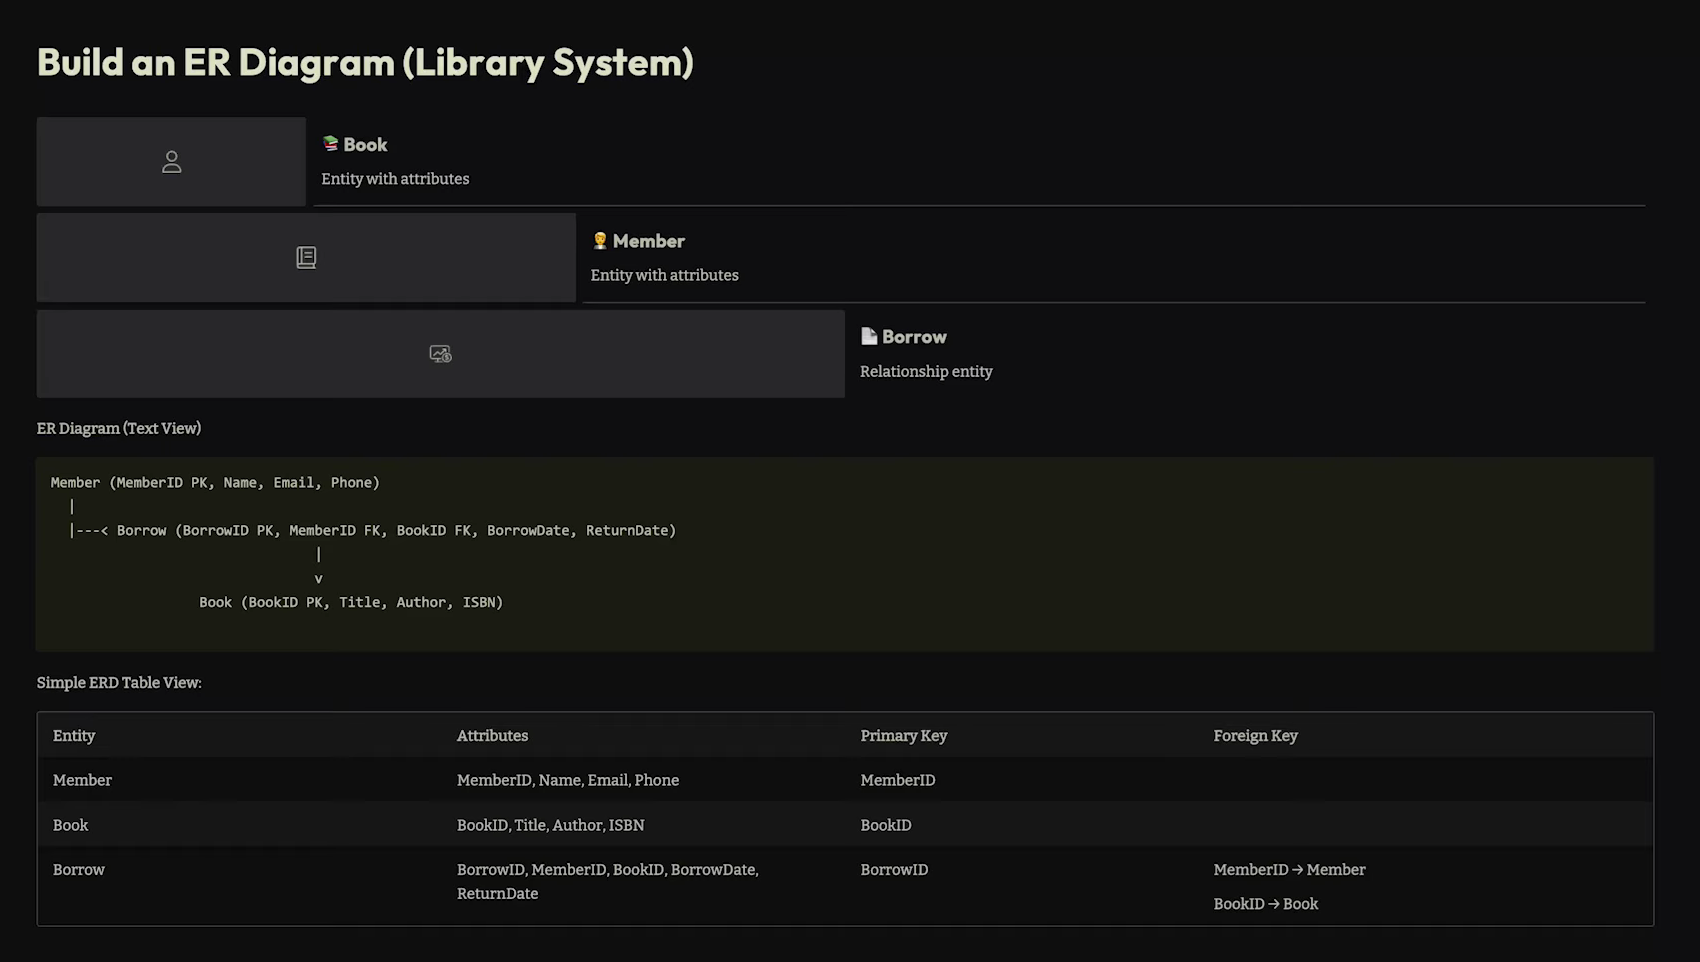 Build an ER Diagram (Library System)
📚 Book
Entity with attributes
Member
Entity with attributes
📄 Borrow
Relationship entity
ER Diagram (Text View)
Member (MemberID PK, Name, Email, Phone)
|
|---< Borrow (BorrowID PK, MemberID FK, BookID FK, BorrowDate, ReturnDate)
|
v
Book (BookID PK, Title, Author, ISBN)
Simple ERD Table View:
Entity Attributes Primary Key Foreign Key
Member MemberID, Name, Email, Phone MemberID
Book BookID, Title, Author, ISBN BookID
Borrow BorrowID, MemberID, BookID, BorrowDate, BorrowID MemberID → Member
ReturnDate
BookID → Book